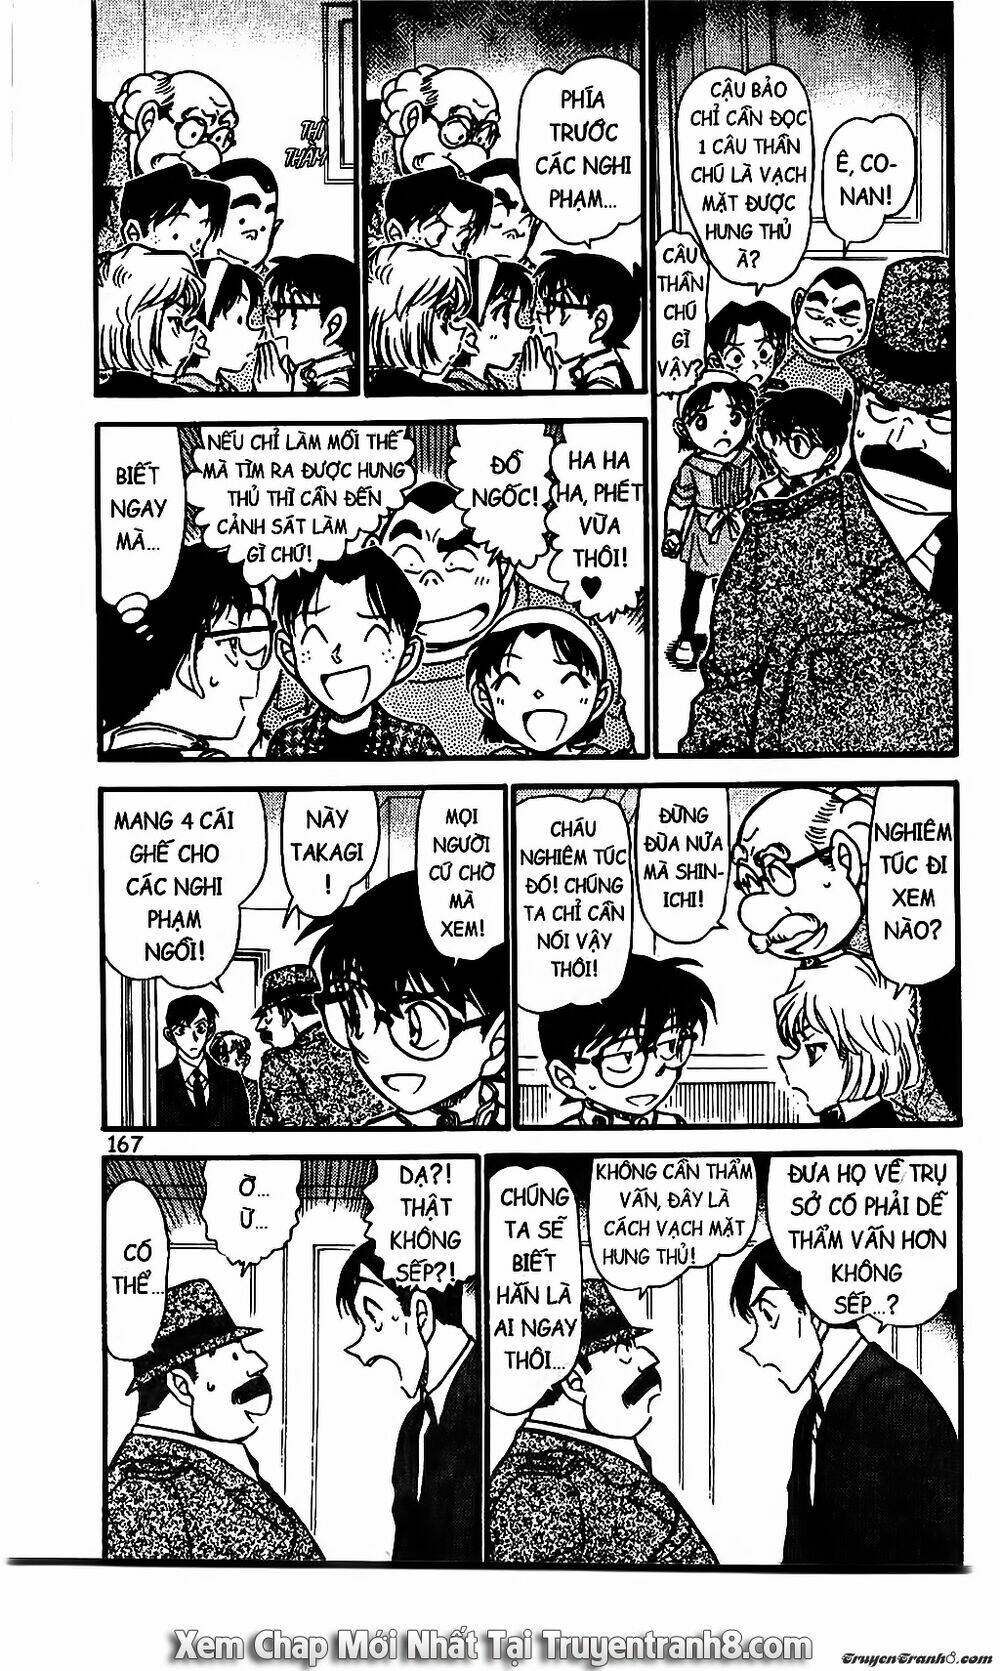 Ê, CO-
NAN!
CẬU BẢO
CHỈ CẦN ĐỌC
1 CÂU THẦN
CHÚ LÀ VẠCH
MẶT ĐƯỢC
HUNG THỦ
À?
CÂU
THẦN
CHÚ
GÌ
VẬY?
PHÍA
TRƯỚC
CÁC NGHI
PHẠM...
THÌ
THẦM
HA HA
HA, PHÉT
VỪA
THÔI!
ĐỒ
NGỐC!
NẾU CHỈ LÀM MỖI THẾ
MÀ TÌM RA ĐƯỢC HUNG
THỦ THÌ CẦN ĐẾN
CẢNH SÁT LÀM
GÌ CHỨ!
BIẾT
NGAY
MÀ...
NGHIÊM
TÚC ĐI
XEM
NÀO?
ĐỪNG
ĐÙA NỮA
MÀ SHIN-
ICHI!
CHÁU
NGHIÊM TÚC
ĐÓ! CHÚNG
TA CHỈ CẦN
NÓI VẬY
THÔI!
MỌI
NGƯỜI
CỨ CHỜ
MÀ
XEM!
NÀY
TAKAGI
!
MANG 4 CÁI
GHẾ CHO
CÁC NGHI
PHẠM
NGỒI!
167
ĐƯA HỌ VỀ TRỤ
SỞ CÓ PHẢI DỄ
THẨM VẤN HƠN
KHÔNG
SẾP...?
KHÔNG CẦN THẨM
VẤN, ĐÂY LÀ
CÁCH VẠCH MẶT
HUNG THỦ!
CHÚNG
TA SẼ
BIẾT
HẮN LÀ
AI NGAY
THÔI...
DẠ?!
THẬT
KHÔNG
SẾP?!
Ờ...
Ừ...
CÓ
THỂ...
Xem Chap Mới Nhất Tại Truyentranh8.com
TruyenTranh8.com